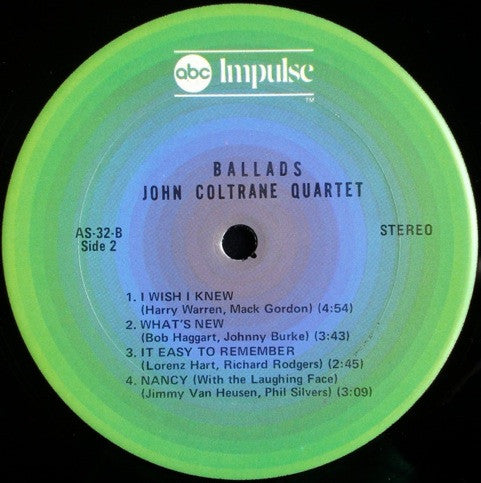 abc Impulse
TM
BALLADS
JOHN COLTRANE QUARTET
AS-32-B
Side 2
STEREO
1. I WISH I KNEW
(Harry Warren, Mack Gordon) (4:54)
2. WHAT'S NEW
(Bob Haggart, Johnny Burke) (3:43)
3. IT EASY TO REMEMBER
(Lorenz Hart, Richard Rodgers) (2:45)
4. NANCY (With the Laughing Face)
(Jimmy Van Heusen, Phil Silvers) (3:09)